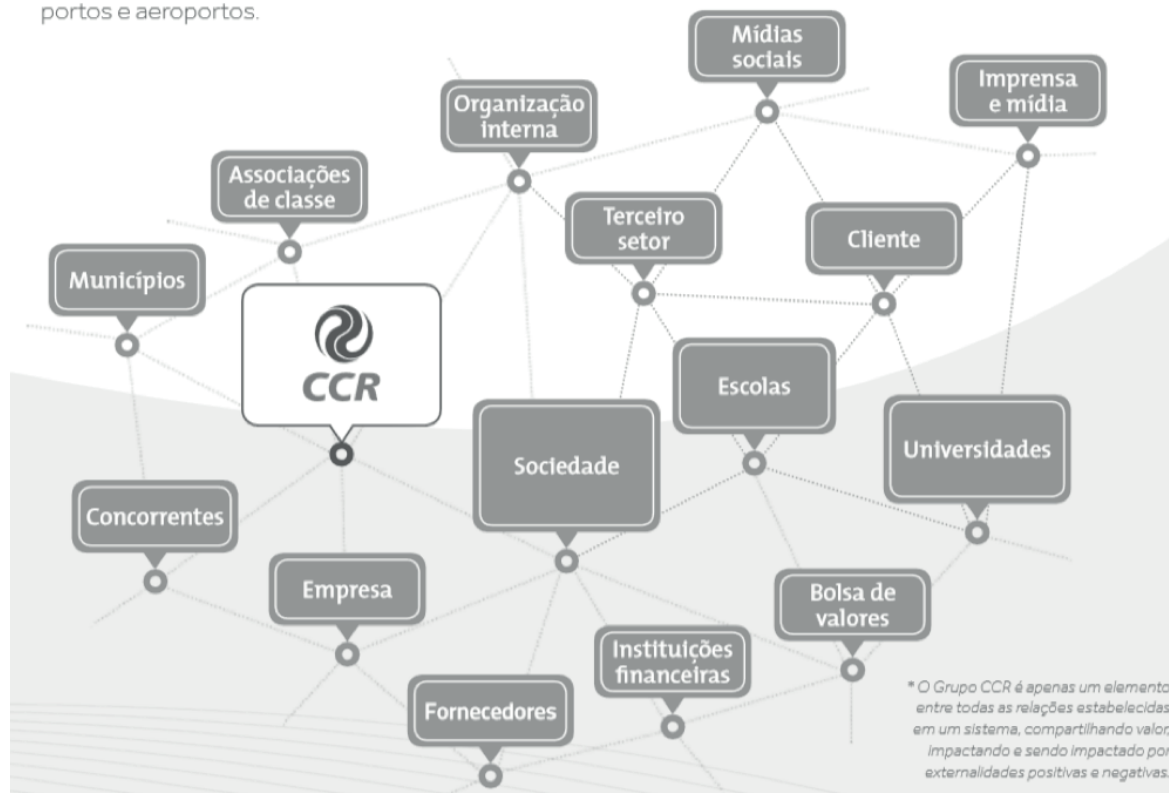 portos e aeroportos.
Mídias
sociais
Imprensa
e mídia
Organização
interna
Associações
de classe
Terceiro
setor
Cliente
Municípios
CCR
Escolas
Universidades
Sociedade
Concorrentes
Empresa
Bolsa de
valores
Instituições
financeiras
Fornecedores
* O Grupo CCR é apenas um elemento
entre todas as relações estabelecidas
em um sistema, compartilhando valor,
impactando e sendo impactado por
externalidades positivas e negativas.